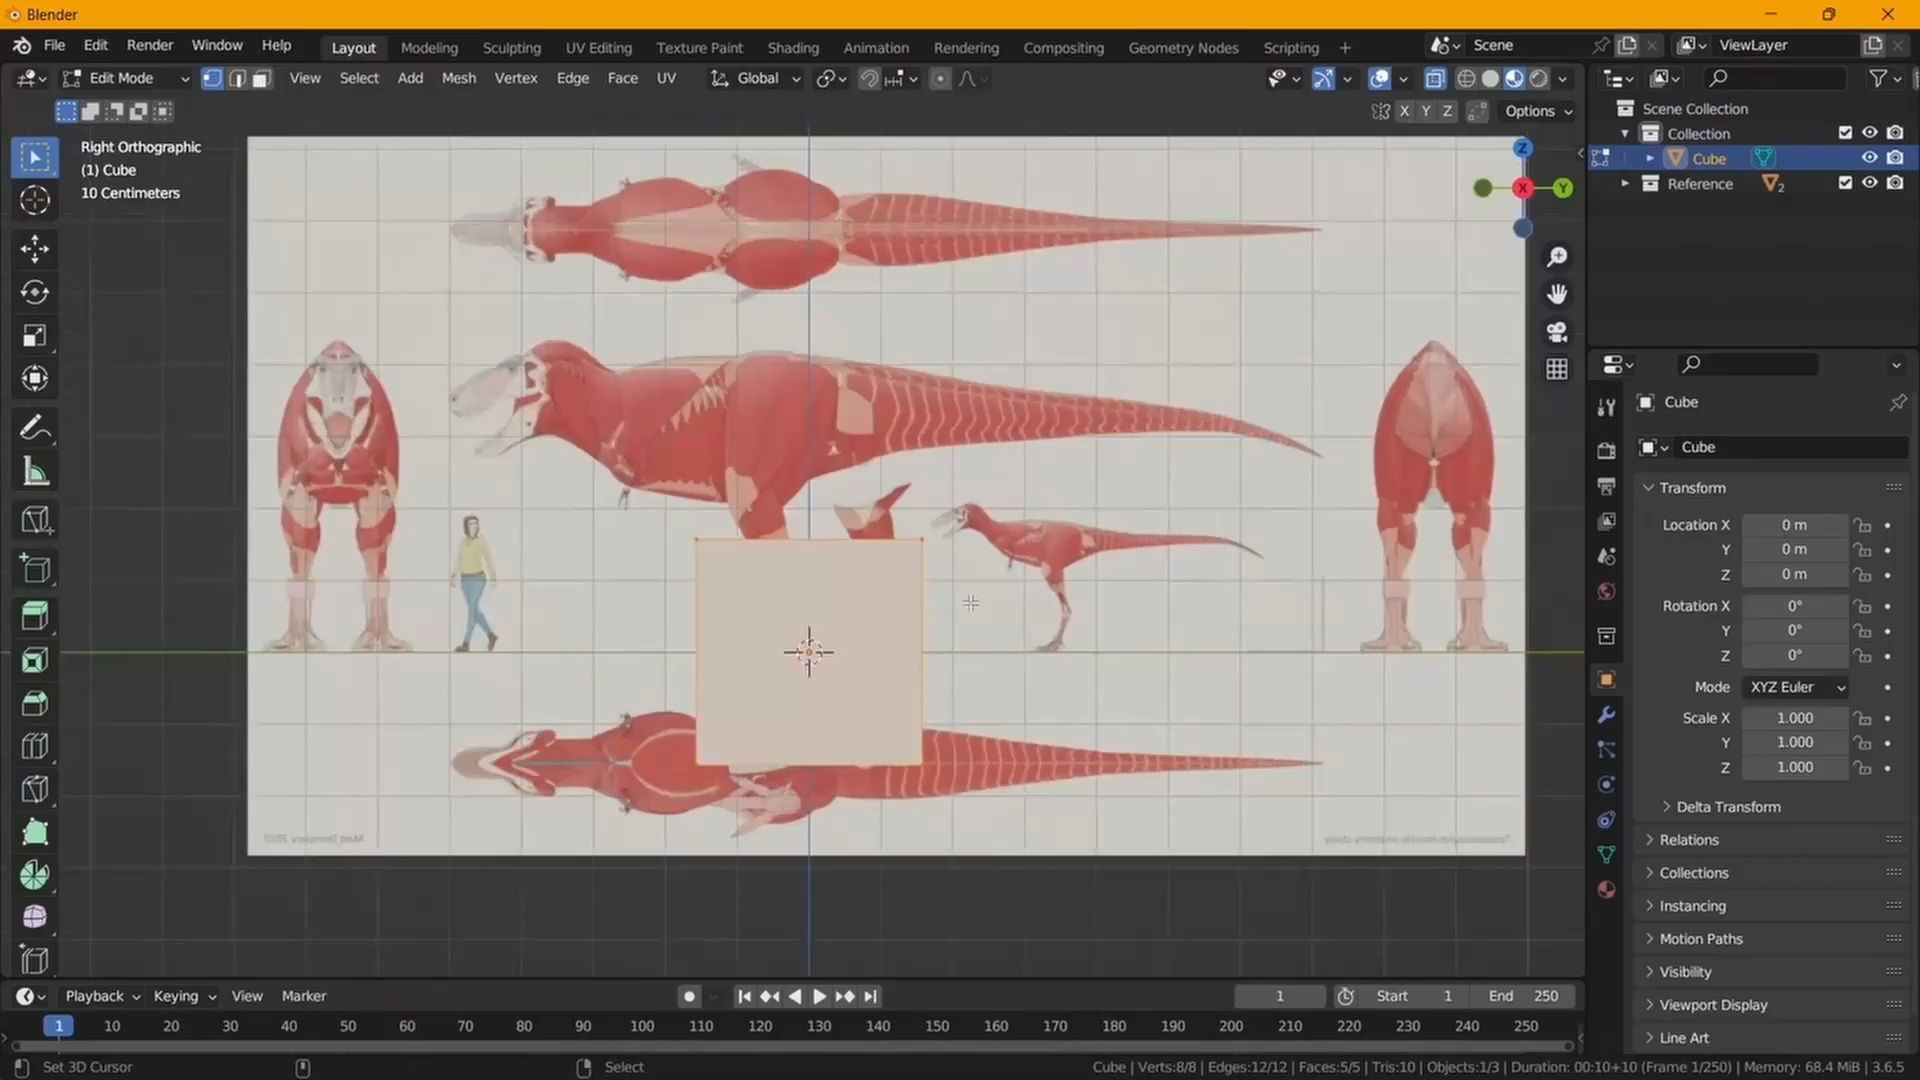 Blender
File Edit Render Window Help Layout Modeling Sculpting UV Editing Texture Paint Shading Animation Rendering Compositing Geometry Nodes Scripting + Scene ViewLayer
Edit Mode View Select Add Mesh Vertex Edge Face UV Global
X Y Z Options
Right Orthographic
(1) Cube
10 Centimeters
Z
X
Y
Scene Collection
Collection
Cube
Reference 2
Cube
Cube
Transform
Location X 0 m
Y 0 m
Z 0 m
Rotation X 0°
Y 0°
Z 0°
Mode XYZ Euler
Scale X 1.000
Y 1.000
Z 1.000
Delta Transform
Relations
Collections
Instancing
Motion Paths
Visibility
Viewport Display
Line Art
Playback Keying View Marker 1 Start 1 End 250
1 10 20 30 40 50 60 70 80 90 100 110 120 130 140 150 160 170 180 190 200 210 220 230 240 250
Set 3D Cursor Select Cube | Verts:8/8 | Edges:12/12 | Faces:5/5 | Tris:10 | Objects:1/3 | Duration: 00:10+10 (Frame 1/250) | Memory: 68.4 MiB | 3.6.5